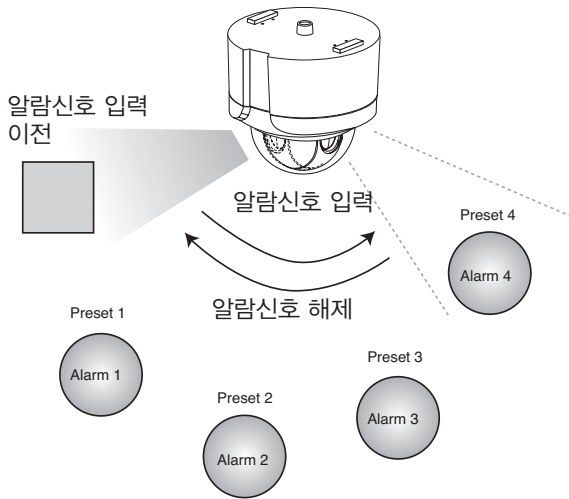 알람신호 입력
이전
알람신호 입력
알람신호 해제
Preset 4
Alarm 4
Preset 1
Alarm 1
Preset 2
Alarm 2
Preset 3
Alarm 3